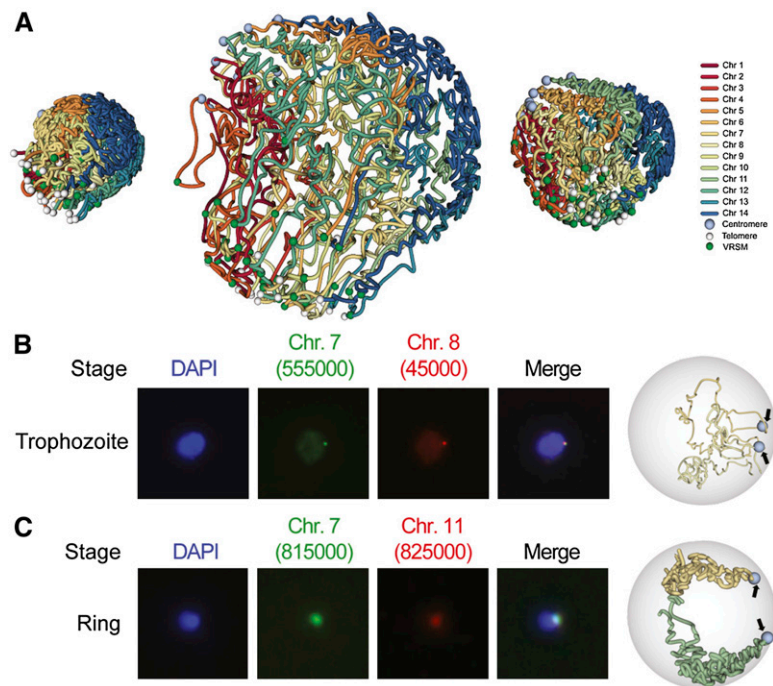 A
Chr 1
Chr 2
Chr 3
Chr 4
Chr 5
Chr 6
Chr 7
Chr 8
Chr 9
Chr 10
Chr 11
Chr 12
Chr 13
Chr 14
Centromere
Telomere
VRSM
B
Stage DAPI Chr. 7 (555000) Chr. 8 (45000) Merge
Trophozoite
C
Stage DAPI Chr. 7 (815000) Chr. 11 (825000) Merge
Ring